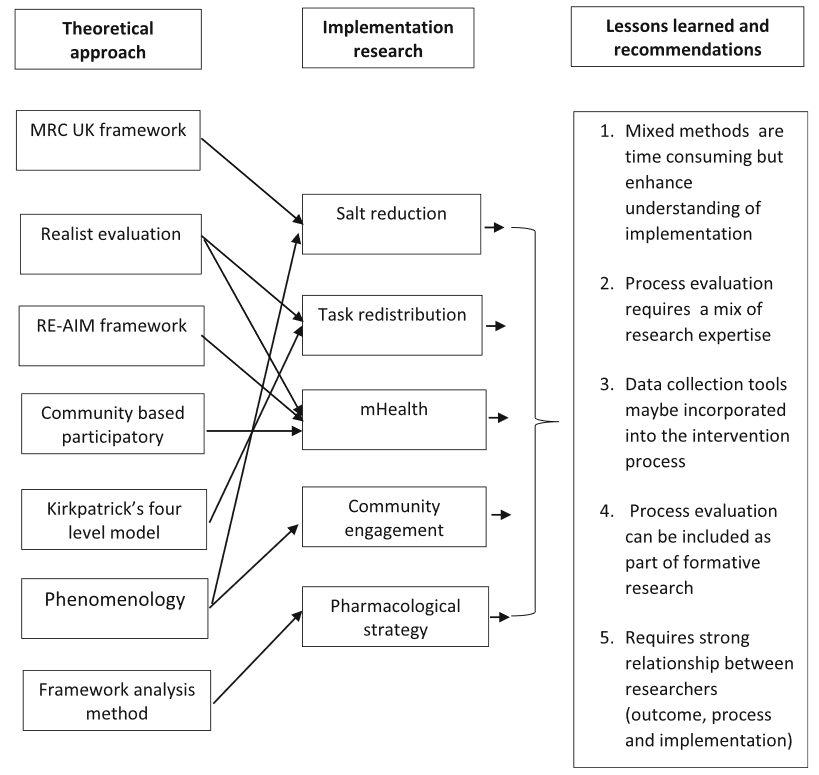 Theoretical
approach
Implementation
research
Lessons learned and
recommendations
MRC UK framework
Realist evaluation
RE-AIM framework
Community based
participatory
Kirkpatrick’s four
level model
Phenomenology
Framework analysis
method
Salt reduction
Task redistribution
mHealth
Community
engagement
Pharmacological
strategy
1. Mixed methods are
time consuming but
enhance
understanding of
implementation
2. Process evaluation
requires a mix of
research expertise
3. Data collection tools
maybe incorporated
into the intervention
process
4. Process evaluation
can be included as
part of formative
research
5. Requires strong
relationship between
researchers
(outcome, process
and implementation)